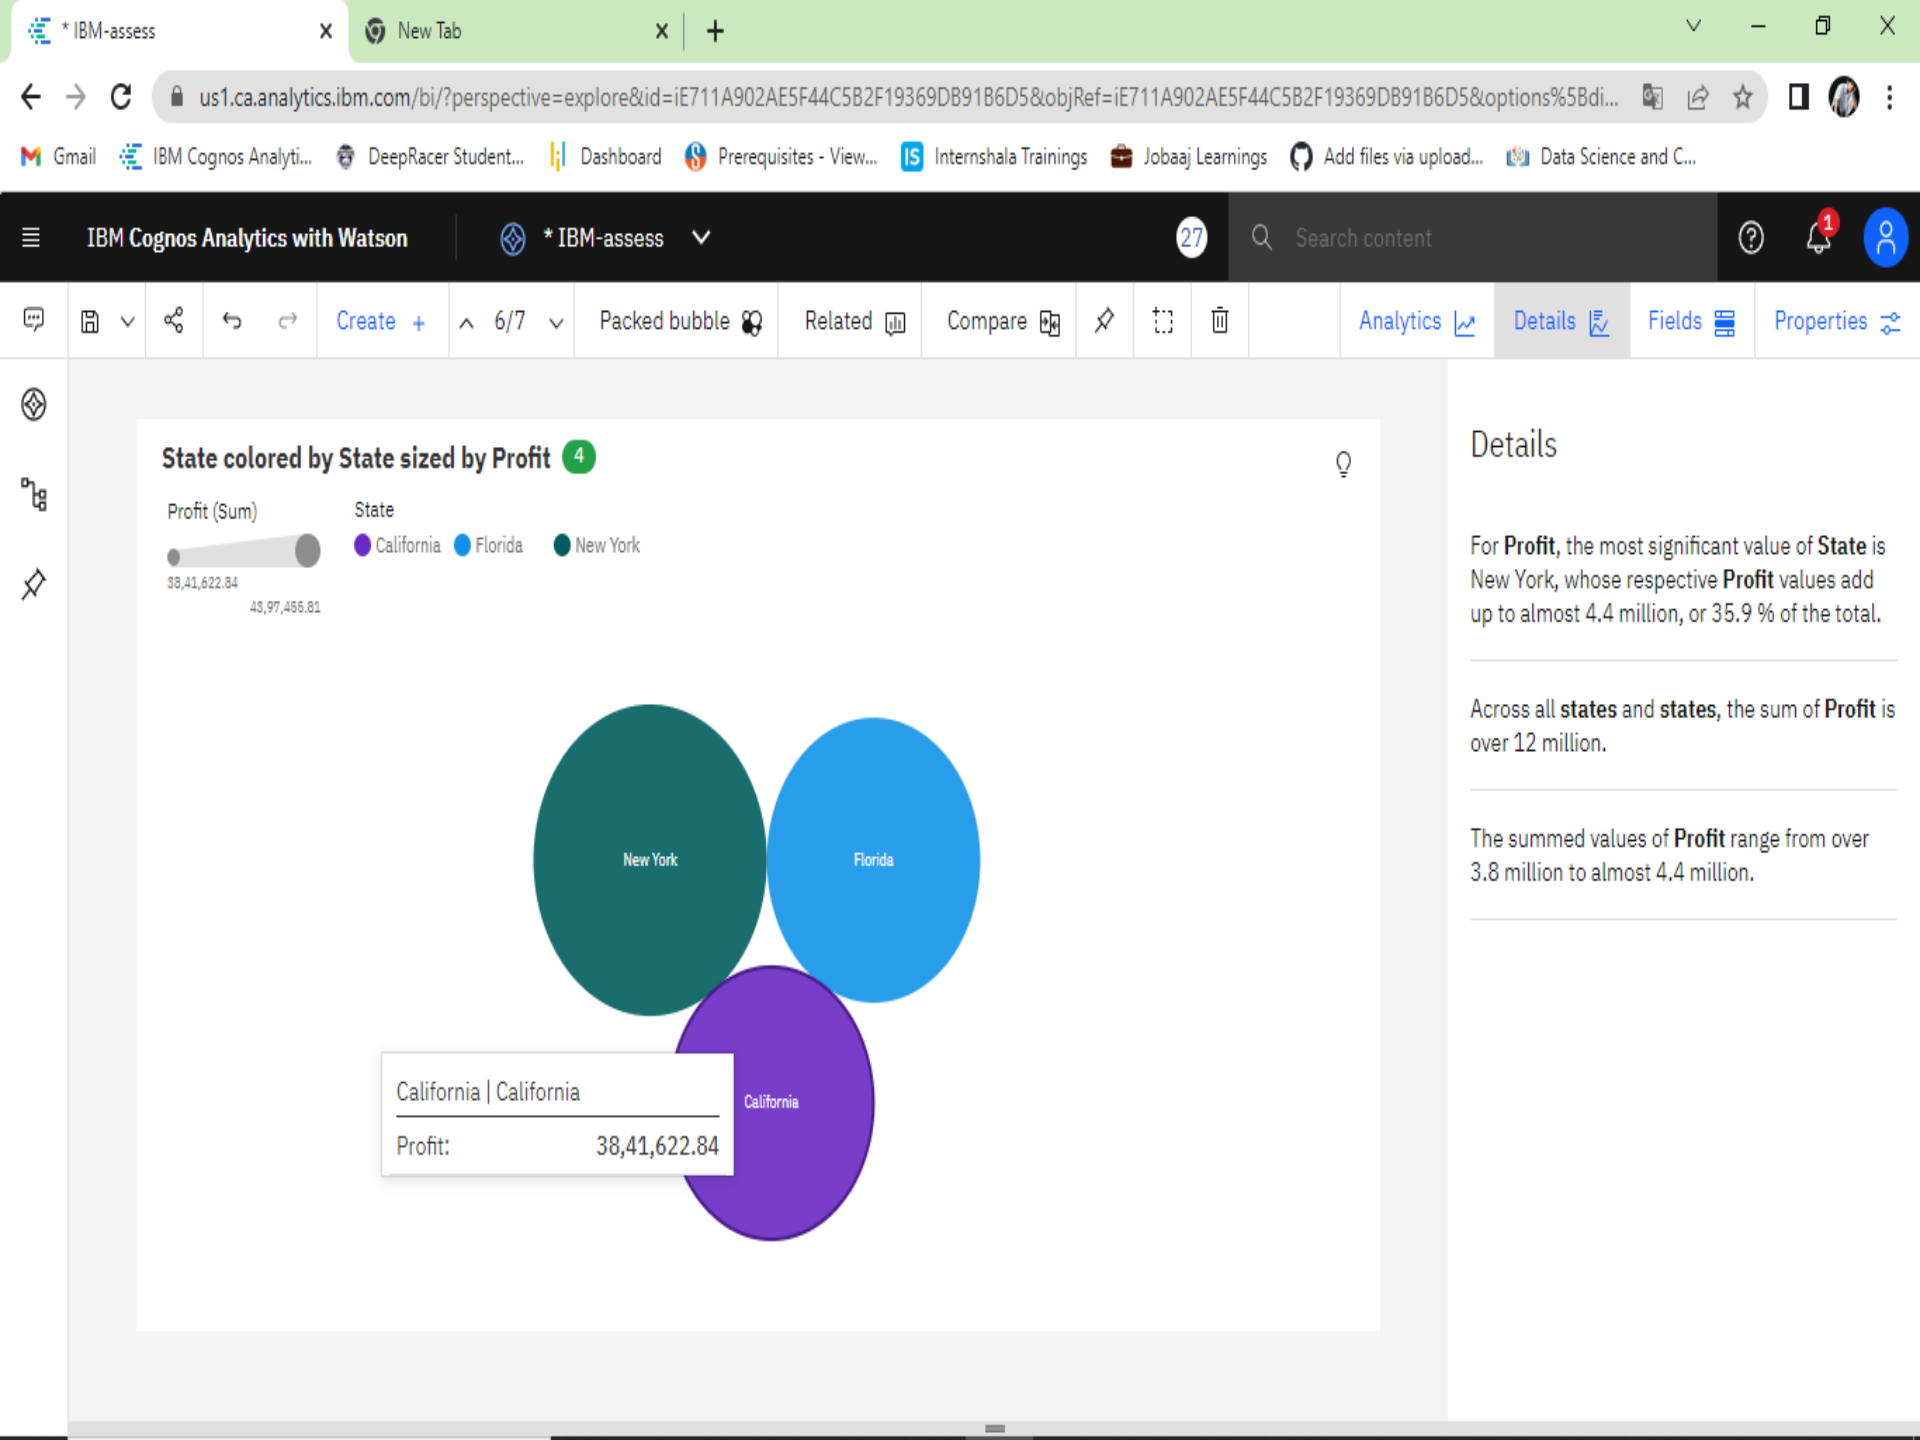 * IBM-assess
New Tab
us1.ca.analytics.ibm.com/bi/?perspective=explore&id=iE711A902AE5F44C5B2F19369DB91B6D5&objRef=iE711A902AE5F44C5B2F19369DB91B6D5&options%5Bdi...
Gmail IBM Cognos Analyti... DeepRacer Student... Dashboard Prerequisites - View... IS Internshala Trainings Jobaaj Learnings Add files via upload... Data Science and C...
IBM Cognos Analytics with Watson * IBM-assess 27 Search content 1
Create + 6/7 Packed bubble Related Compare Analytics Details Fields Properties
State colored by State sized by Profit 4
Profit (Sum)
38,41,622.84
43,97,455.81
State
California Florida New York
New York
Florida
California
California | California
Profit: 38,41,622.84
Details
For Profit, the most significant value of State is
New York, whose respective Profit values add
up to almost 4.4 million, or 35.9 % of the total.
Across all states and states, the sum of Profit is
over 12 million.
The summed values of Profit range from over
3.8 million to almost 4.4 million.